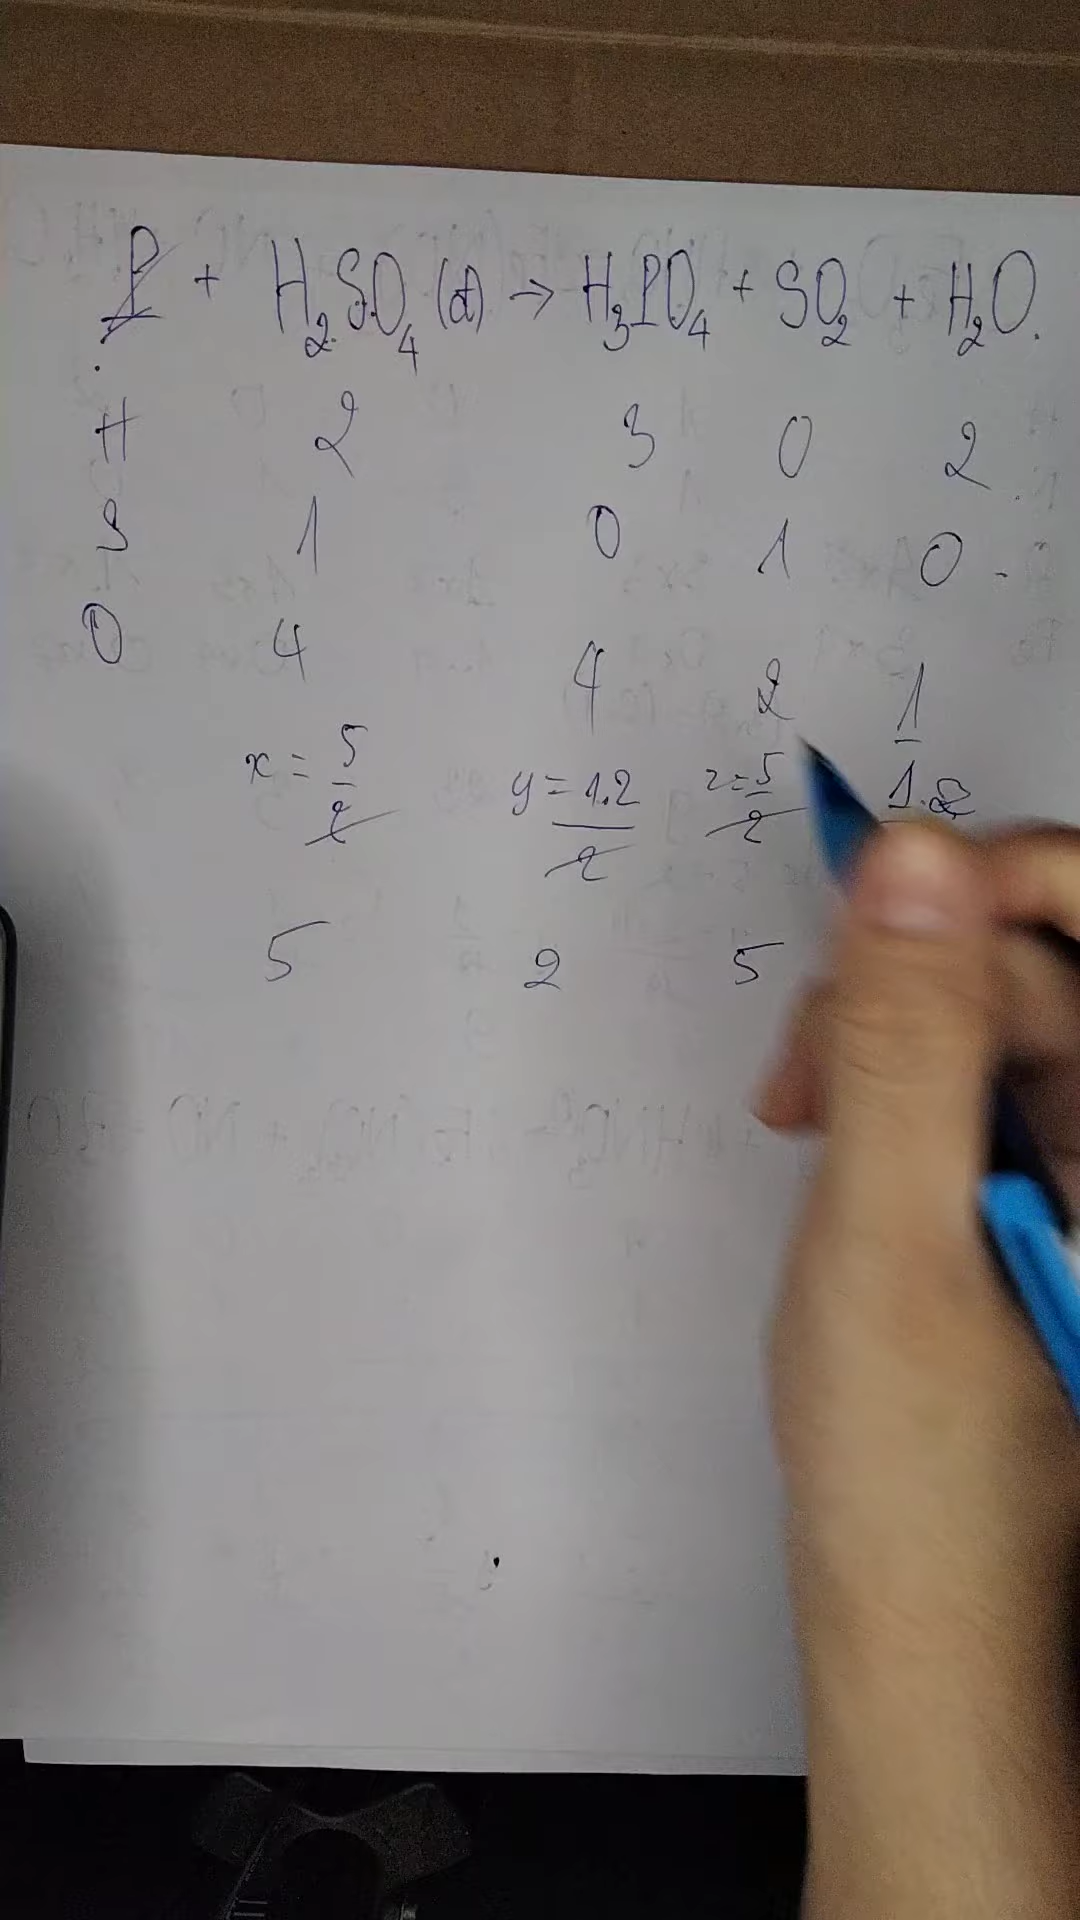 P + H₂SO₄ (đ) → H₃PO₄ + SO₂ + H₂O.
H 2 3 0 2
S 1 0 1 0
O 4 4 2 1
x = 5/2 y = 1.2/2 z = 5/2 1.2
5 2 5